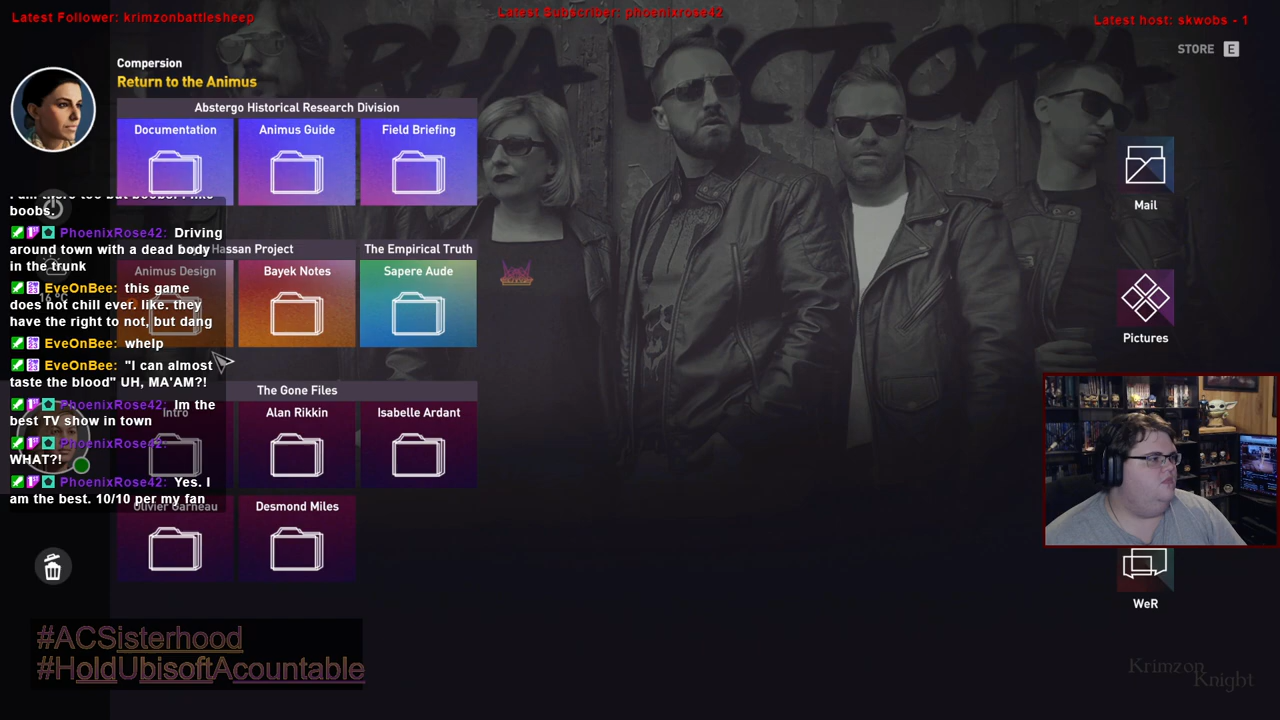 Latest Follower: krimzonbattlesheep
Latest Subscriber: phoenixrose42
Latest host: skwobs - 1
STORE E
Compersion
Return to the Animus
Abstergo Historical Research Division
Documentation
Animus Guide
Field Briefing
Hassan Project
The Empirical Truth
Animus Design
Bayek Notes
Sapere Aude
The Gone Files
Intro
Alan Rikkin
Isabelle Ardant
Olivier Garneau
Desmond Miles
boobs.
PhoenixRose42: Driving
around town with a dead body
in the trunk
EveOnBee: this game
does not chill ever. like. they
have the right to not, but dang
EveOnBee: whelp
EveOnBee: "I can almost
taste the blood" UH, MA'AM?!
PhoenixRose42: Im the
best TV show in town
PhoenixRose42:
WHAT?!
PhoenixRose42: Yes. I
am the best. 10/10 per my fan
16 °C
Mail
Pictures
WeR
#ACSisterhood
#HoldUbisoftAcountable
Krimzon
Knight